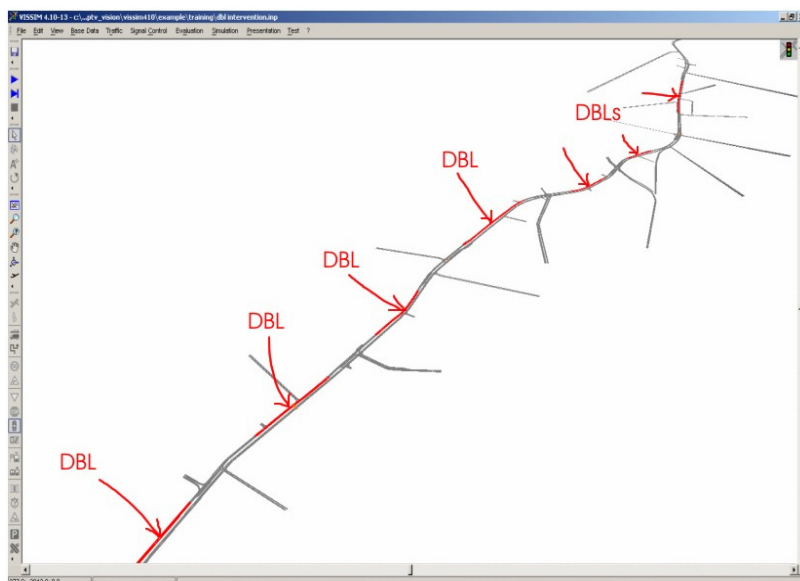 VISSIM 4.10-13 - c:\...ptv_vision\vissim410\example\training\dbl intervention.inp
File Edit View Base Data Traffic Signal Control Evaluation Simulation Presentation Test ?
DBLs
DBL
DBL
DBL
DBL